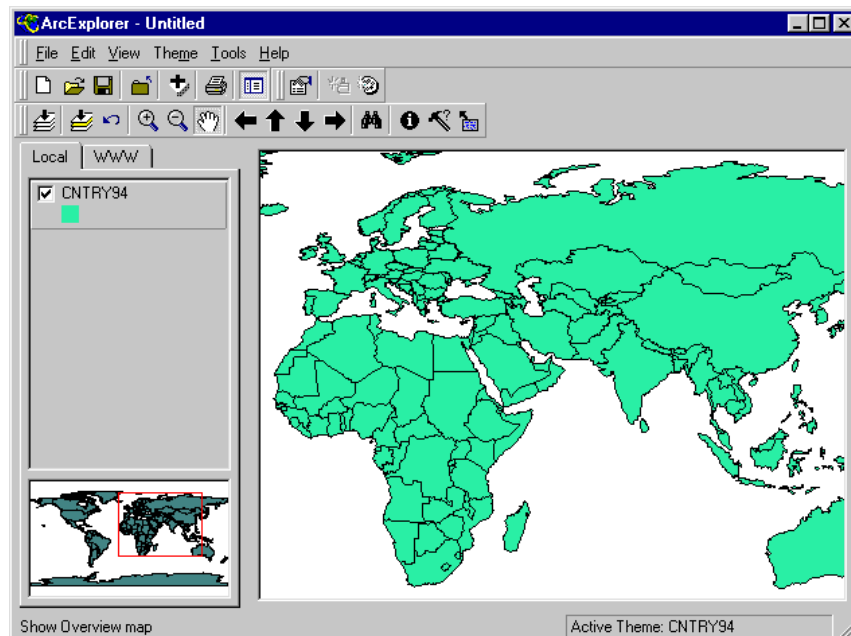 ArcExplorer - Untitled
File Edit View Theme Tools Help
Local WWW
CNTRY94
Show Overview map
Active Theme: CNTRY94